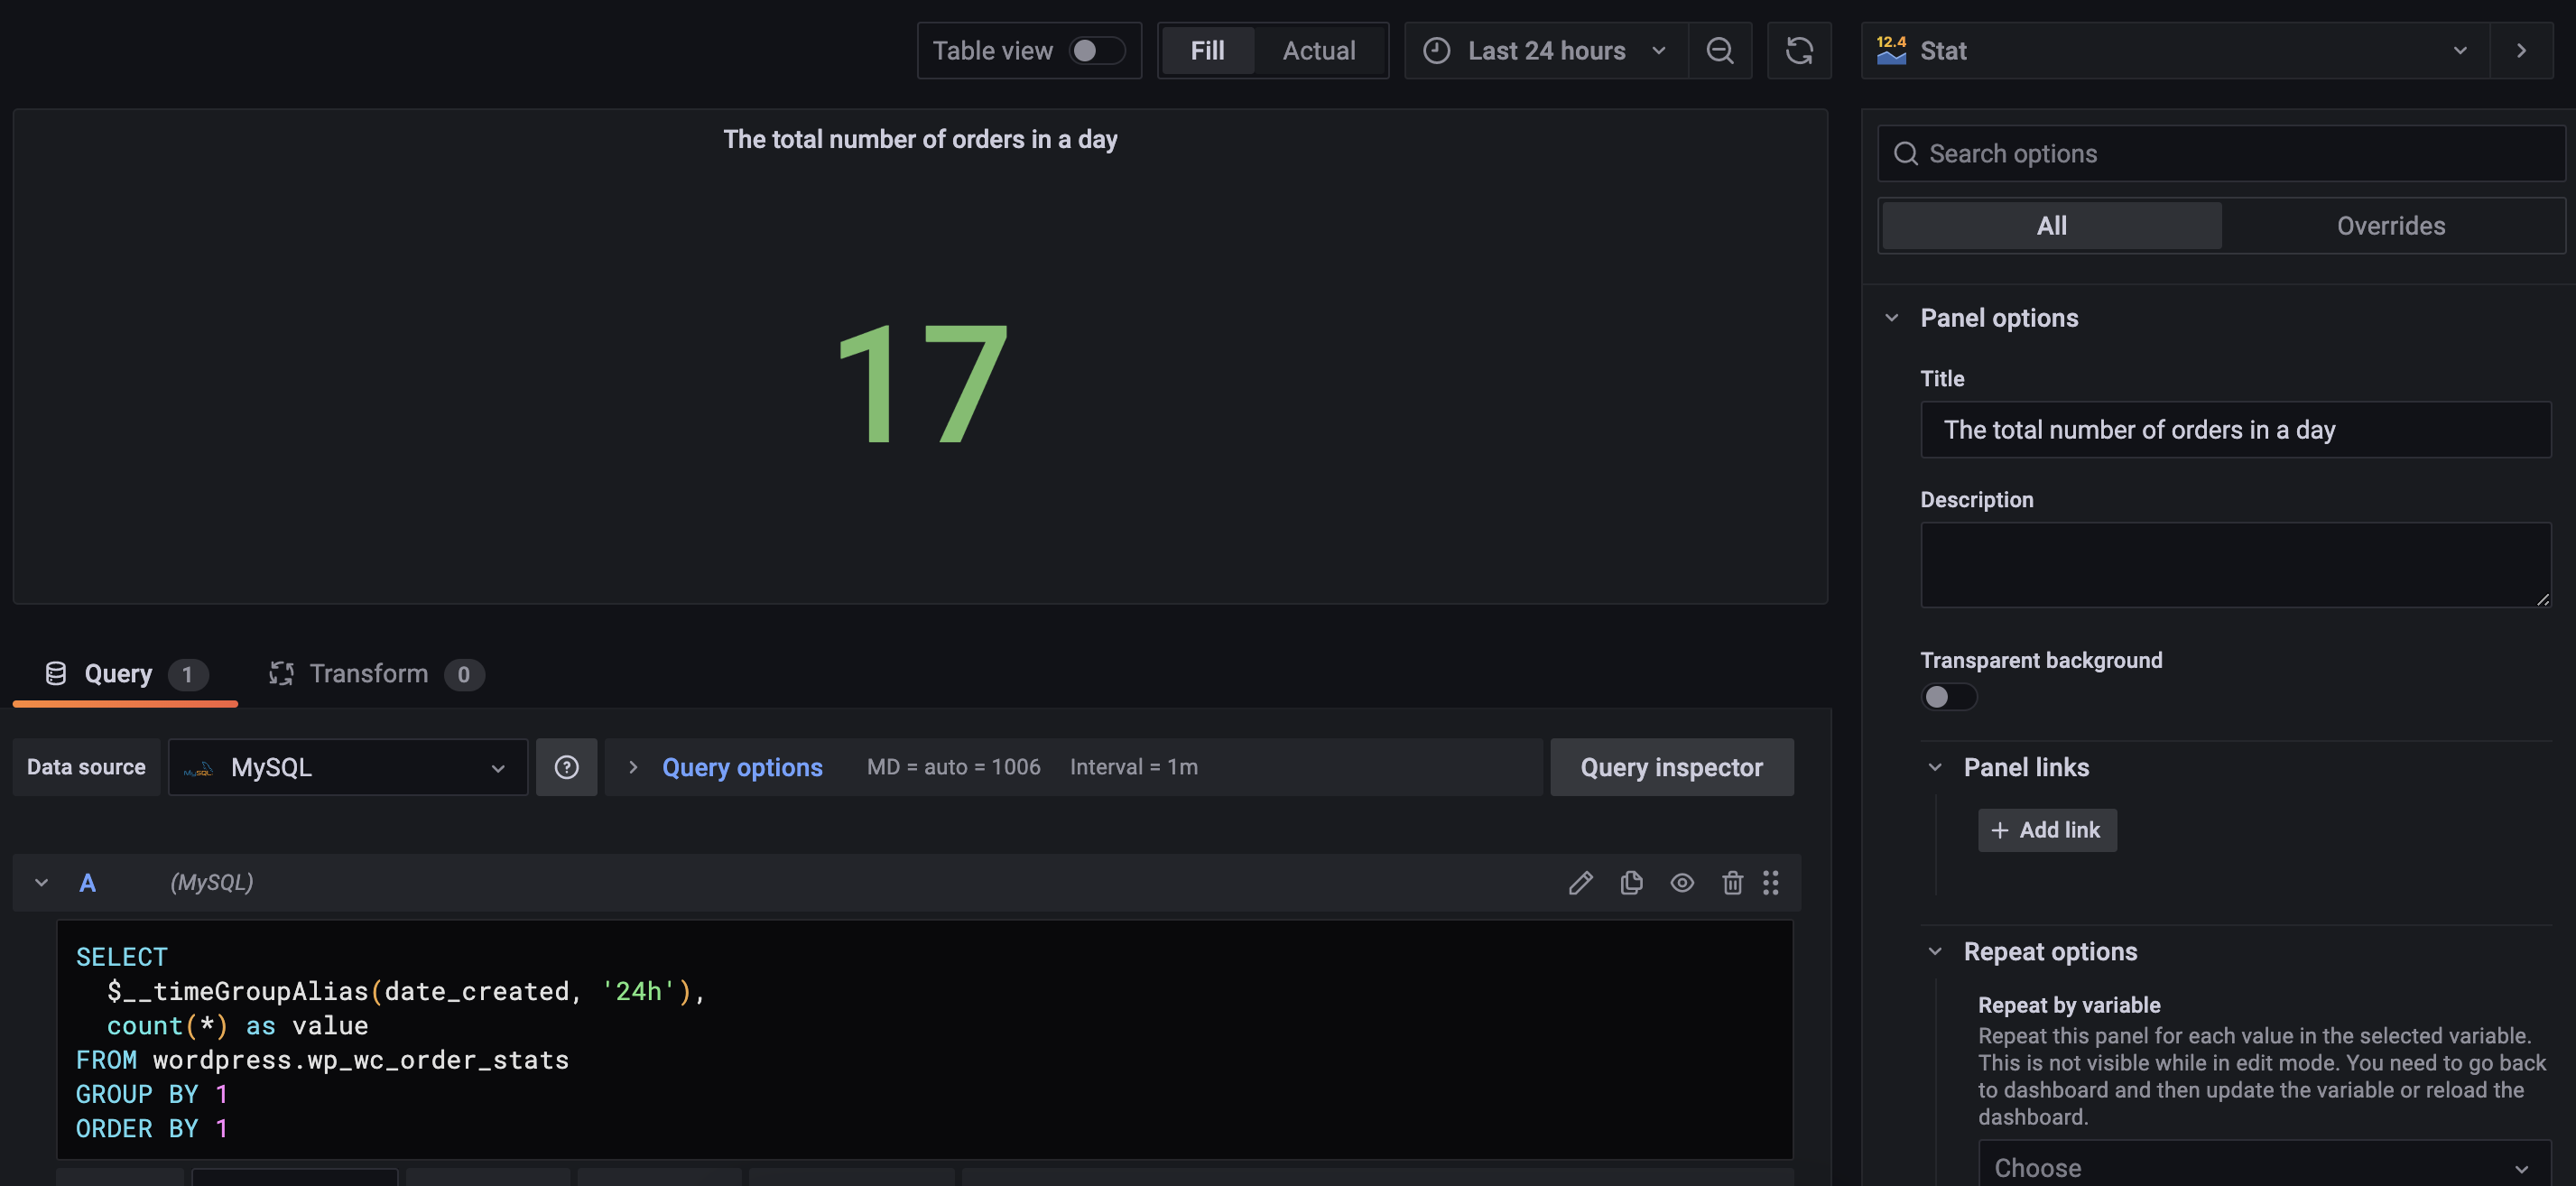 Table view
Fill
Actual
Last 24 hours
12.4
Stat
The total number of orders in a day
17
Search options
All
Overrides
Panel options
Title
The total number of orders in a day
Description
Transparent background
Panel links
+ Add link
Repeat options
Repeat by variable
Repeat this panel for each value in the selected variable.
This is not visible while in edit mode. You need to go back
to dashboard and then update the variable or reload the
dashboard.
Choose
Query 1
Transform 0
Data source
MySQL
MySQL
Query options
MD = auto = 1006
Interval = 1m
Query inspector
A
(MySQL)
SELECT
$__timeGroupAlias(date_created, '24h'),
count(*) as value
FROM wordpress.wp_wc_order_stats
GROUP BY 1
ORDER BY 1